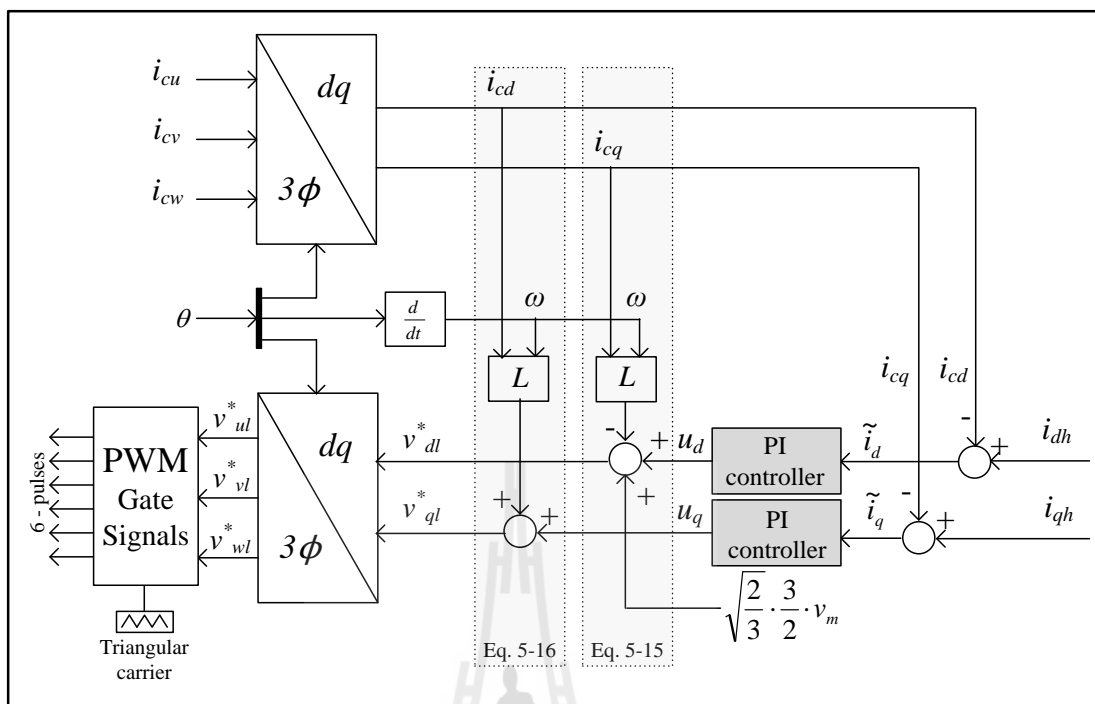 i_cu
i_cv
i_cw
dq
3ϕ
i_cd
i_cq
θ
d/dt
ω
ω
L
L
i_cq
i_cd
-
+
i_dh
ĩ_d
PI
controller
u_d
+
-
+
v*_dl
-
+
i_qh
ĩ_q
PI
controller
u_q
+
+
v*_ql
dq
3ϕ
v*_ul
v*_vl
v*_wl
PWM
Gate
Signals
6 - pulses
Triangular
carrier
√(2/3) · 3/2 · v_m
Eq. 5-16
Eq. 5-15